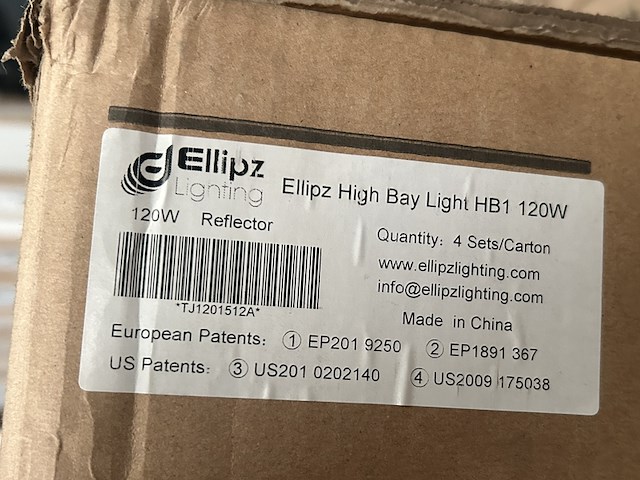 Ellipz
Lighting
Ellipz High Bay Light HB1 120W
120W Reflector
Quantity: 4 Sets/Carton
www.ellipzlighting.com
info@ellipzlighting.com
*TJ1201512A*
Made in China
European Patents: ① EP201 9250 ② EP1891 367
US Patents: ③ US201 0202140 ④ US2009 175038